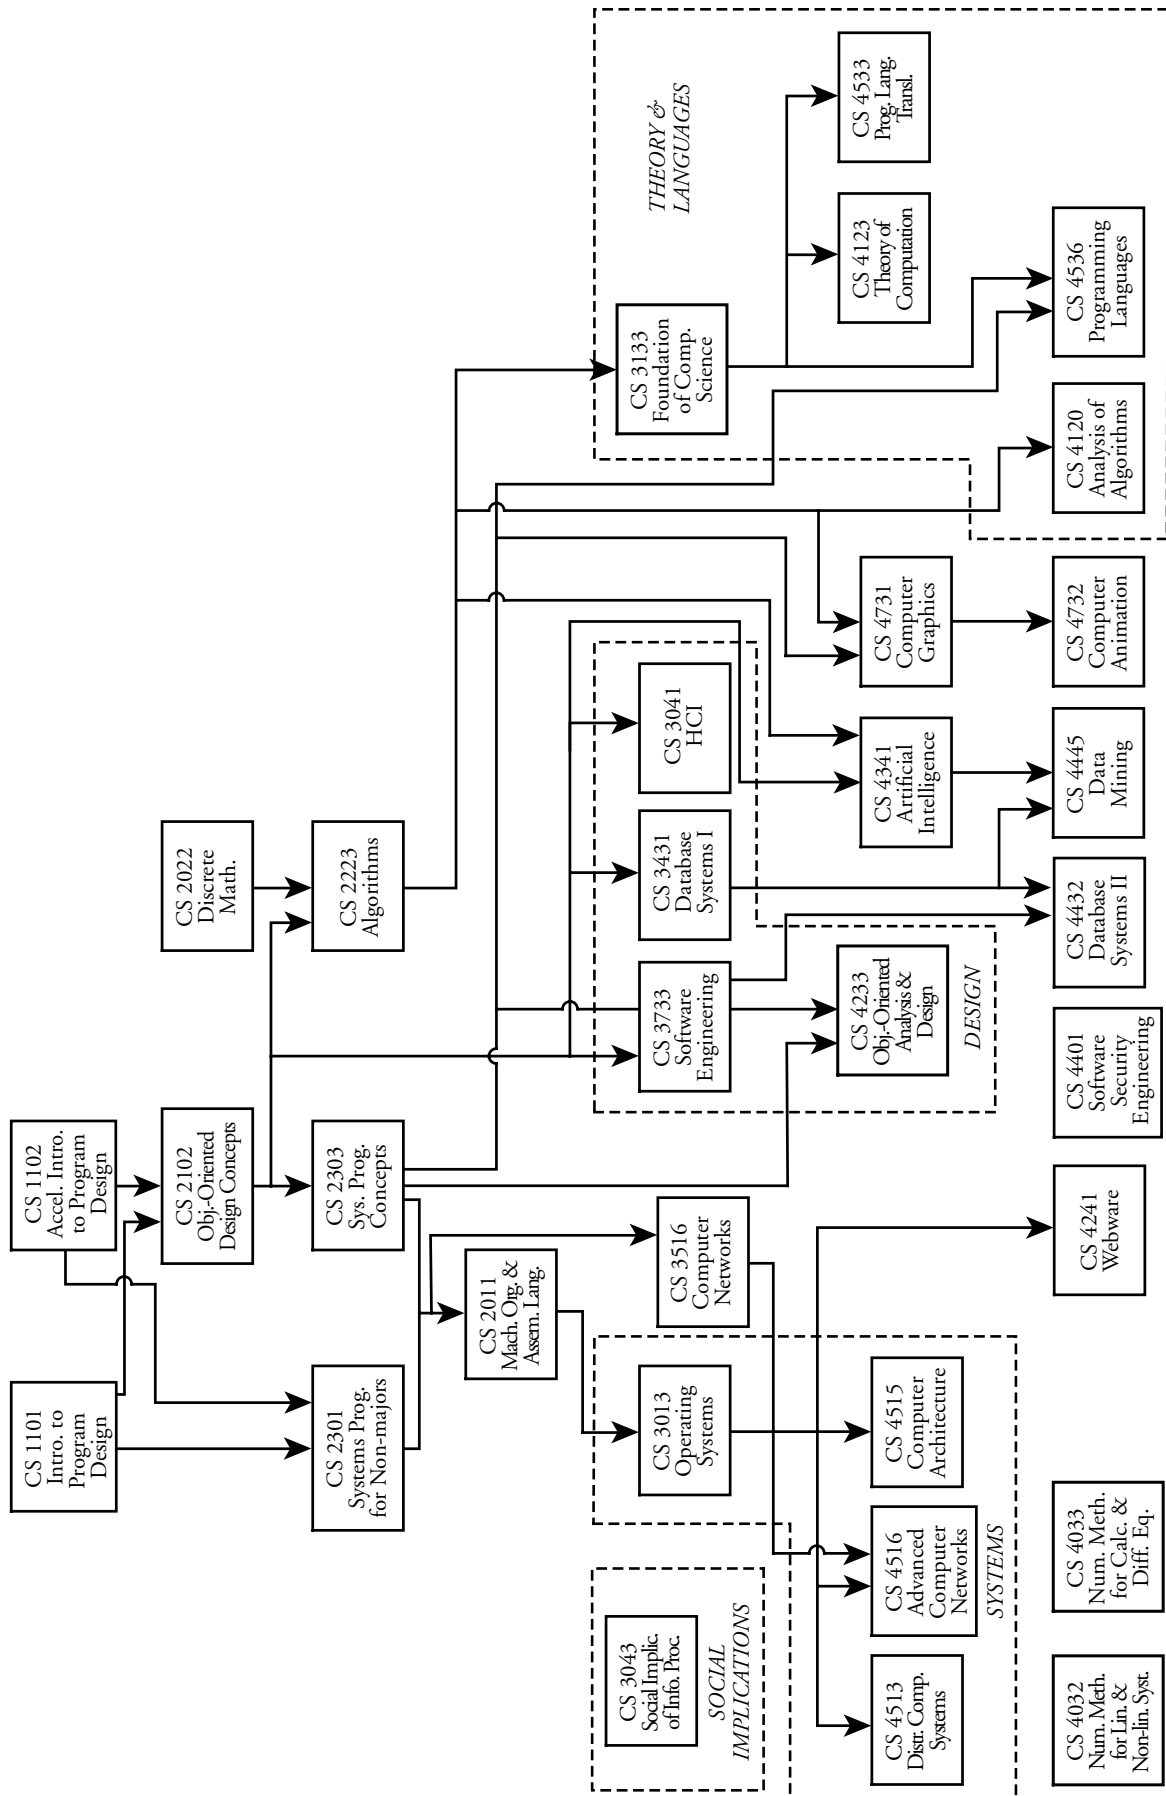 CS 1101
Intro. to
Program
Design
CS 1102
Accel. Intro.
to Program
Design
CS 2102
Obj.-Oriented
Design Concepts
CS 2022
Discrete
Math.
CS 2301
Systems Prog.
for Non-majors
CS 2303
Sys. Prog.
Concepts
CS 2223
Algorithms
CS 2011
Mach. Org. &
Assem. Lang.
CS 3043
Social Implic.
of Info. Proc.
SOCIAL
IMPLICATIONS
CS 3013
Operating
Systems
CS 3516
Computer
Networks
CS 3733
Software
Engineering
CS 3431
Database
Systems I
CS 3041
HCI
CS 3133
Foundation
of Comp.
Science
THEORY &
LANGUAGES
CS 4513
Distr. Comp.
Systems
CS 4516
Advanced
Computer
Networks
CS 4515
Computer
Architecture
SYSTEMS
CS 4233
Obj.-Oriented
Analysis &
Design
DESIGN
CS 4341
Artificial
Intelligence
CS 4731
Computer
Graphics
CS 4123
Theory of
Computation
CS 4533
Prog. Lang.
Transl.
CS 4032
Num. Meth.
for Lin. &
Non-lin. Syst.
CS 4033
Num. Meth.
for Calc. &
Diff. Eq.
CS 4241
Webware
CS 4401
Software
Security
Engineering
CS 4432
Database
Systems II
CS 4445
Data
Mining
CS 4732
Computer
Animation
CS 4120
Analysis of
Algorithms
CS 4536
Programming
Languages